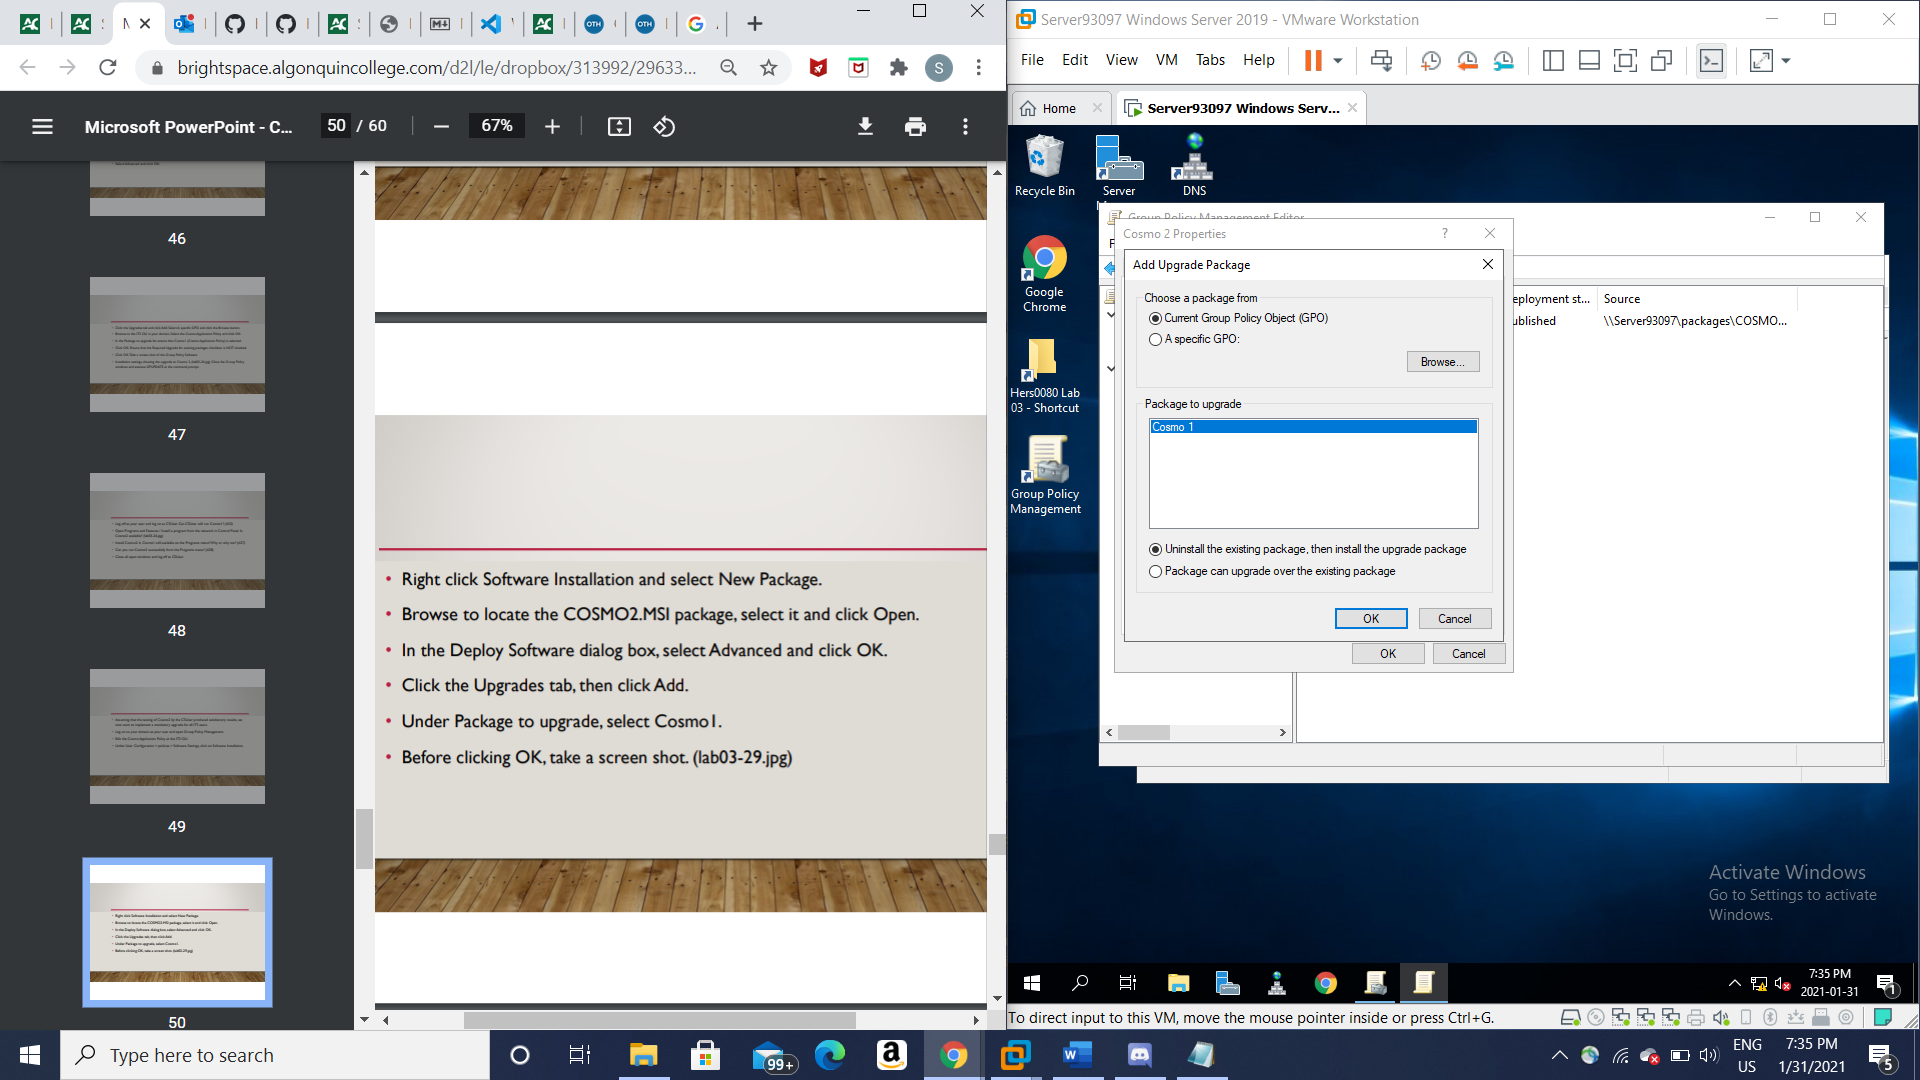 brightspace.algonquincollege.com/d2l/le/dropbox/313992/29633...
S
Microsoft PowerPoint - C...
50 / 60
67%
46
47
48
49
50
Right click Software Installation and select New Package.
Browse to locate the COSMO2.MSI package, select it and click Open.
In the Deploy Software dialog box, select Advanced and click OK.
Click the Upgrades tab, then click Add.
Under Package to upgrade, select Cosmo1.
Before clicking OK, take a screen shot. (lab03-29.jpg)
Server93097 Windows Server 2019 - VMware Workstation
File Edit View VM Tabs Help
Home
Server93097 Windows Serv...
Recycle Bin
Server
DNS
Google
Chrome
Hers0080 Lab
03 - Shortcut
Group Policy
Management
Group Policy Management Editor
Cosmo 2 Properties
Add Upgrade Package
Choose a package from
Current Group Policy Object (GPO)
A specific GPO:
Browse...
Package to upgrade
Cosmo 1
Uninstall the existing package, then install the upgrade package
Package can upgrade over the existing package
OK Cancel
OK Cancel
eployment st... Source
ublished \\Server93097\packages\COSMO...
Activate Windows
Go to Settings to activate
Windows.
7:35 PM
2021-01-31
1
To direct input to this VM, move the mouse pointer inside or press Ctrl+G.
Type here to search
99+
ENG
US
7:35 PM
1/31/2021
5